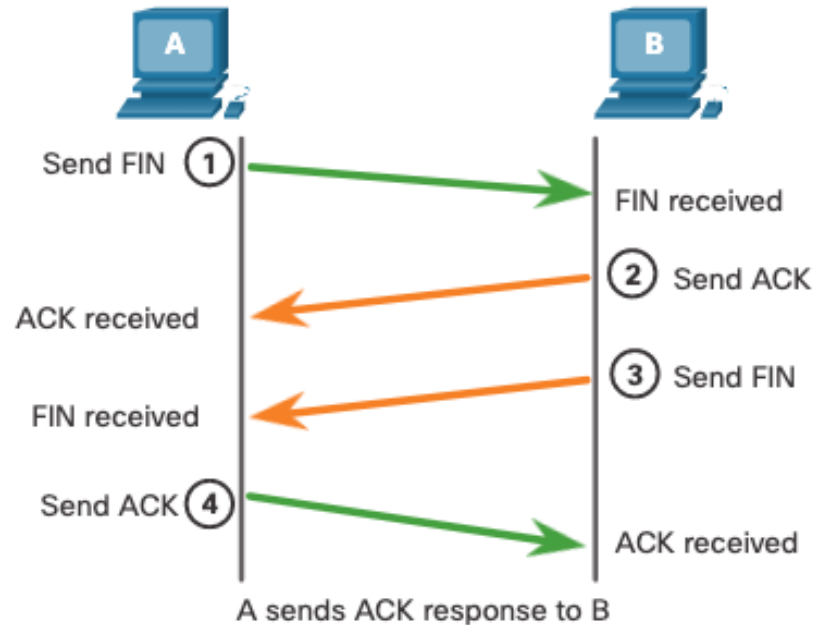 A
B
Send FIN 1
FIN received
2 Send ACK
ACK received
3 Send FIN
FIN received
Send ACK 4
ACK received
A sends ACK response to B